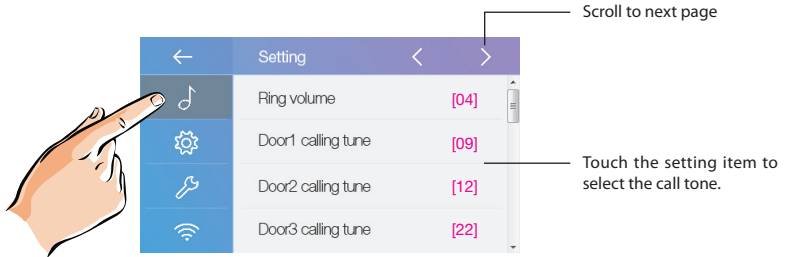 Scroll to next page
Setting
Ring volume [04]
Door1 calling tune [09]
Door2 calling tune [12]
Door3 calling tune [22]
Touch the setting item to
select the call tone.